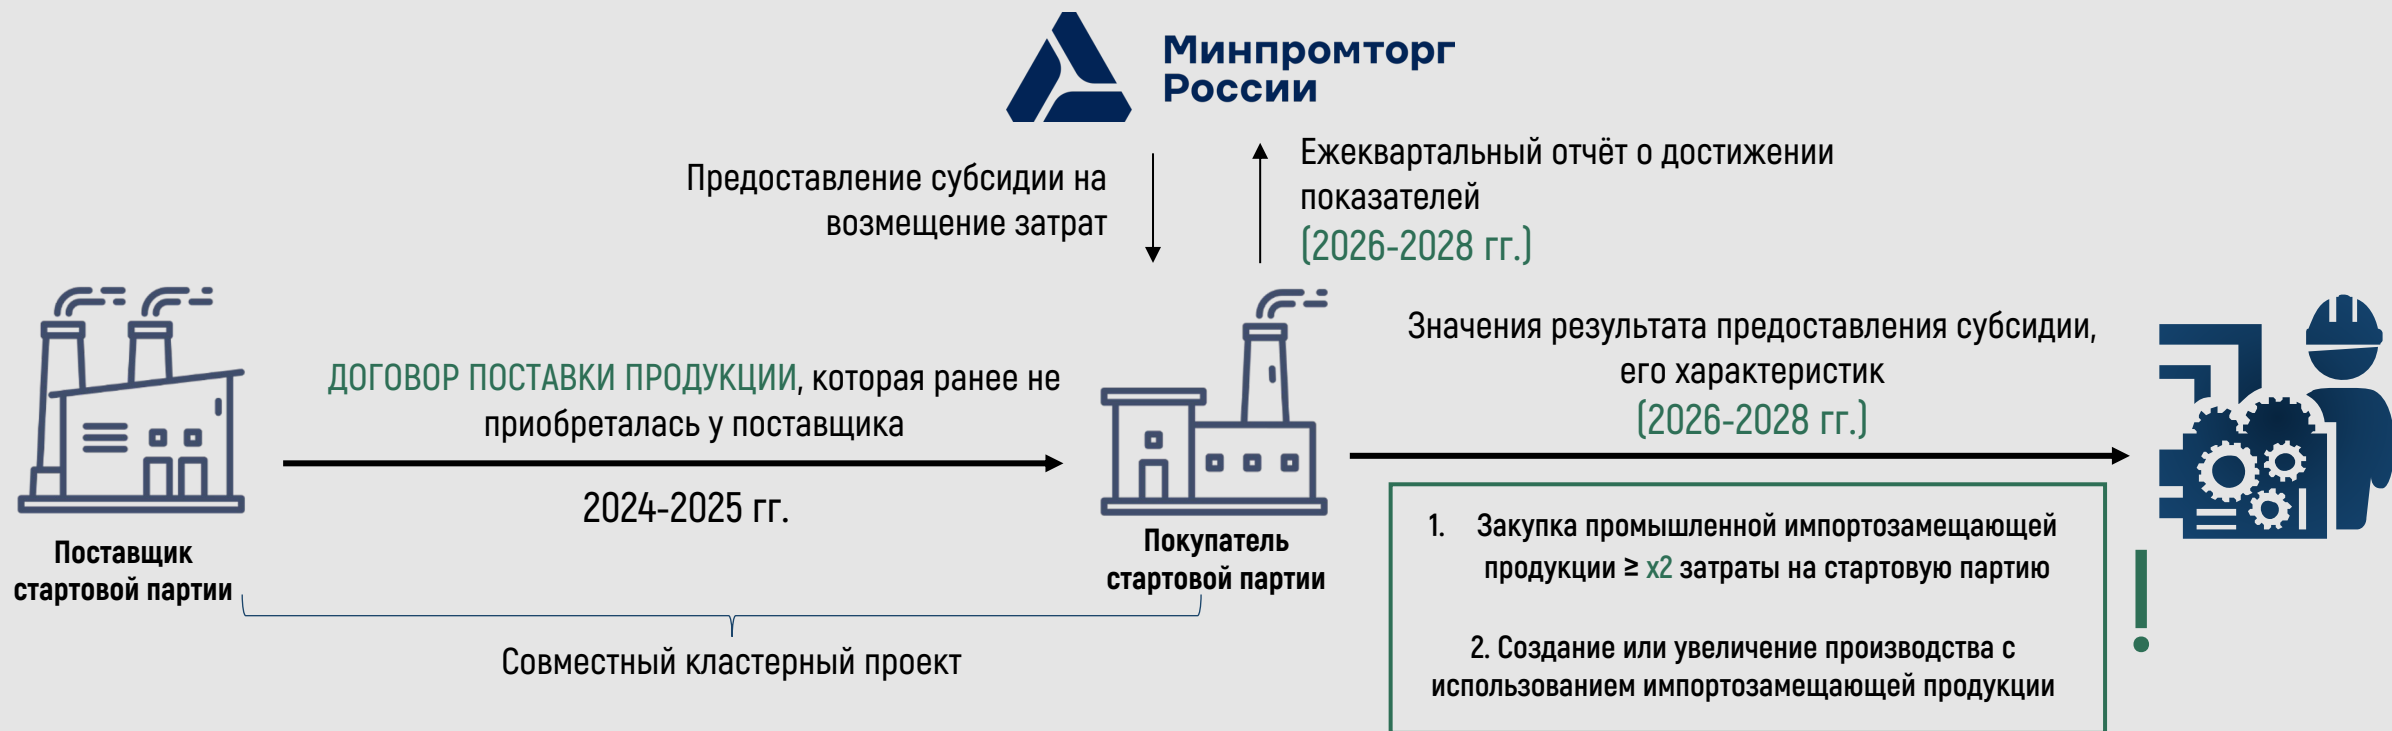 Минпромторг
России
Предоставление субсидии на
возмещение затрат
Ежеквартальный отчёт о достижении
показателей
(2026-2028 гг.)
ДОГОВОР ПОСТАВКИ ПРОДУКЦИИ, которая ранее не
приобреталась у поставщика
2024-2025 гг.
Значения результата предоставления субсидии,
его характеристик
(2026-2028 гг.)
Поставщик
стартовой партии
Покупатель
стартовой партии
Совместный кластерный проект
1. Закупка промышленной импортозамещающей
продукции ≥ х2 затраты на стартовую партию
2. Создание или увеличение производства с
использованием импортозамещающей продукции
!